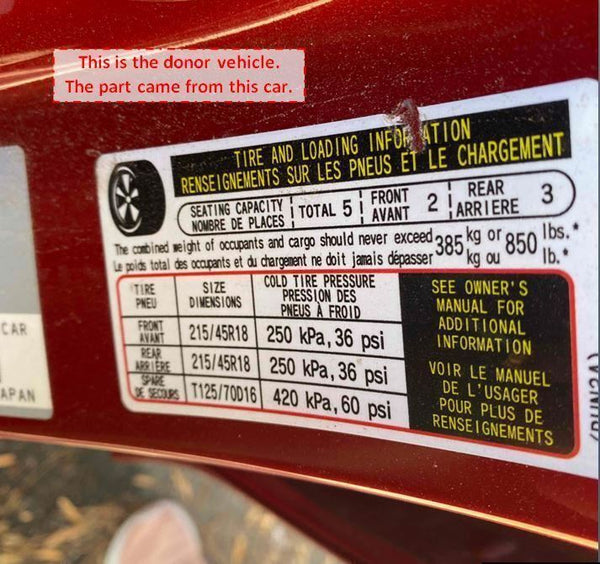 This is the donor vehicle.
The part came from this car.
TIRE AND LOADING INFORMATION
RENSEIGNEMENTS SUR LES PNEUS ET LE CHARGEMENT
SEATING CAPACITY
NOMBRE DE PLACES
TOTAL 5
FRONT
AVANT
2
REAR
ARRIERE
3
The combined weight of occupants and cargo should never exceed
Le poids total des occupants et du chargement ne doit jamais dépasser
385 kg or 850 lbs.*
kg ou lb.*
TIRE
PNEU
SIZE
DIMENSIONS
COLD TIRE PRESSURE
PRESSION DES
PNEUS À FROID
FRONT
AVANT
215/45R18
250 kPa, 36 psi
REAR
ARRIÈRE
215/45R18
250 kPa, 36 psi
SPARE
DE SECOURS
T125/70D16
420 kPa, 60 psi
SEE OWNER'S
MANUAL FOR
ADDITIONAL
INFORMATION
VOIR LE MANUEL
DE L'USAGER
POUR PLUS DE
RENSEIGNEMENTS
CAR
APAN